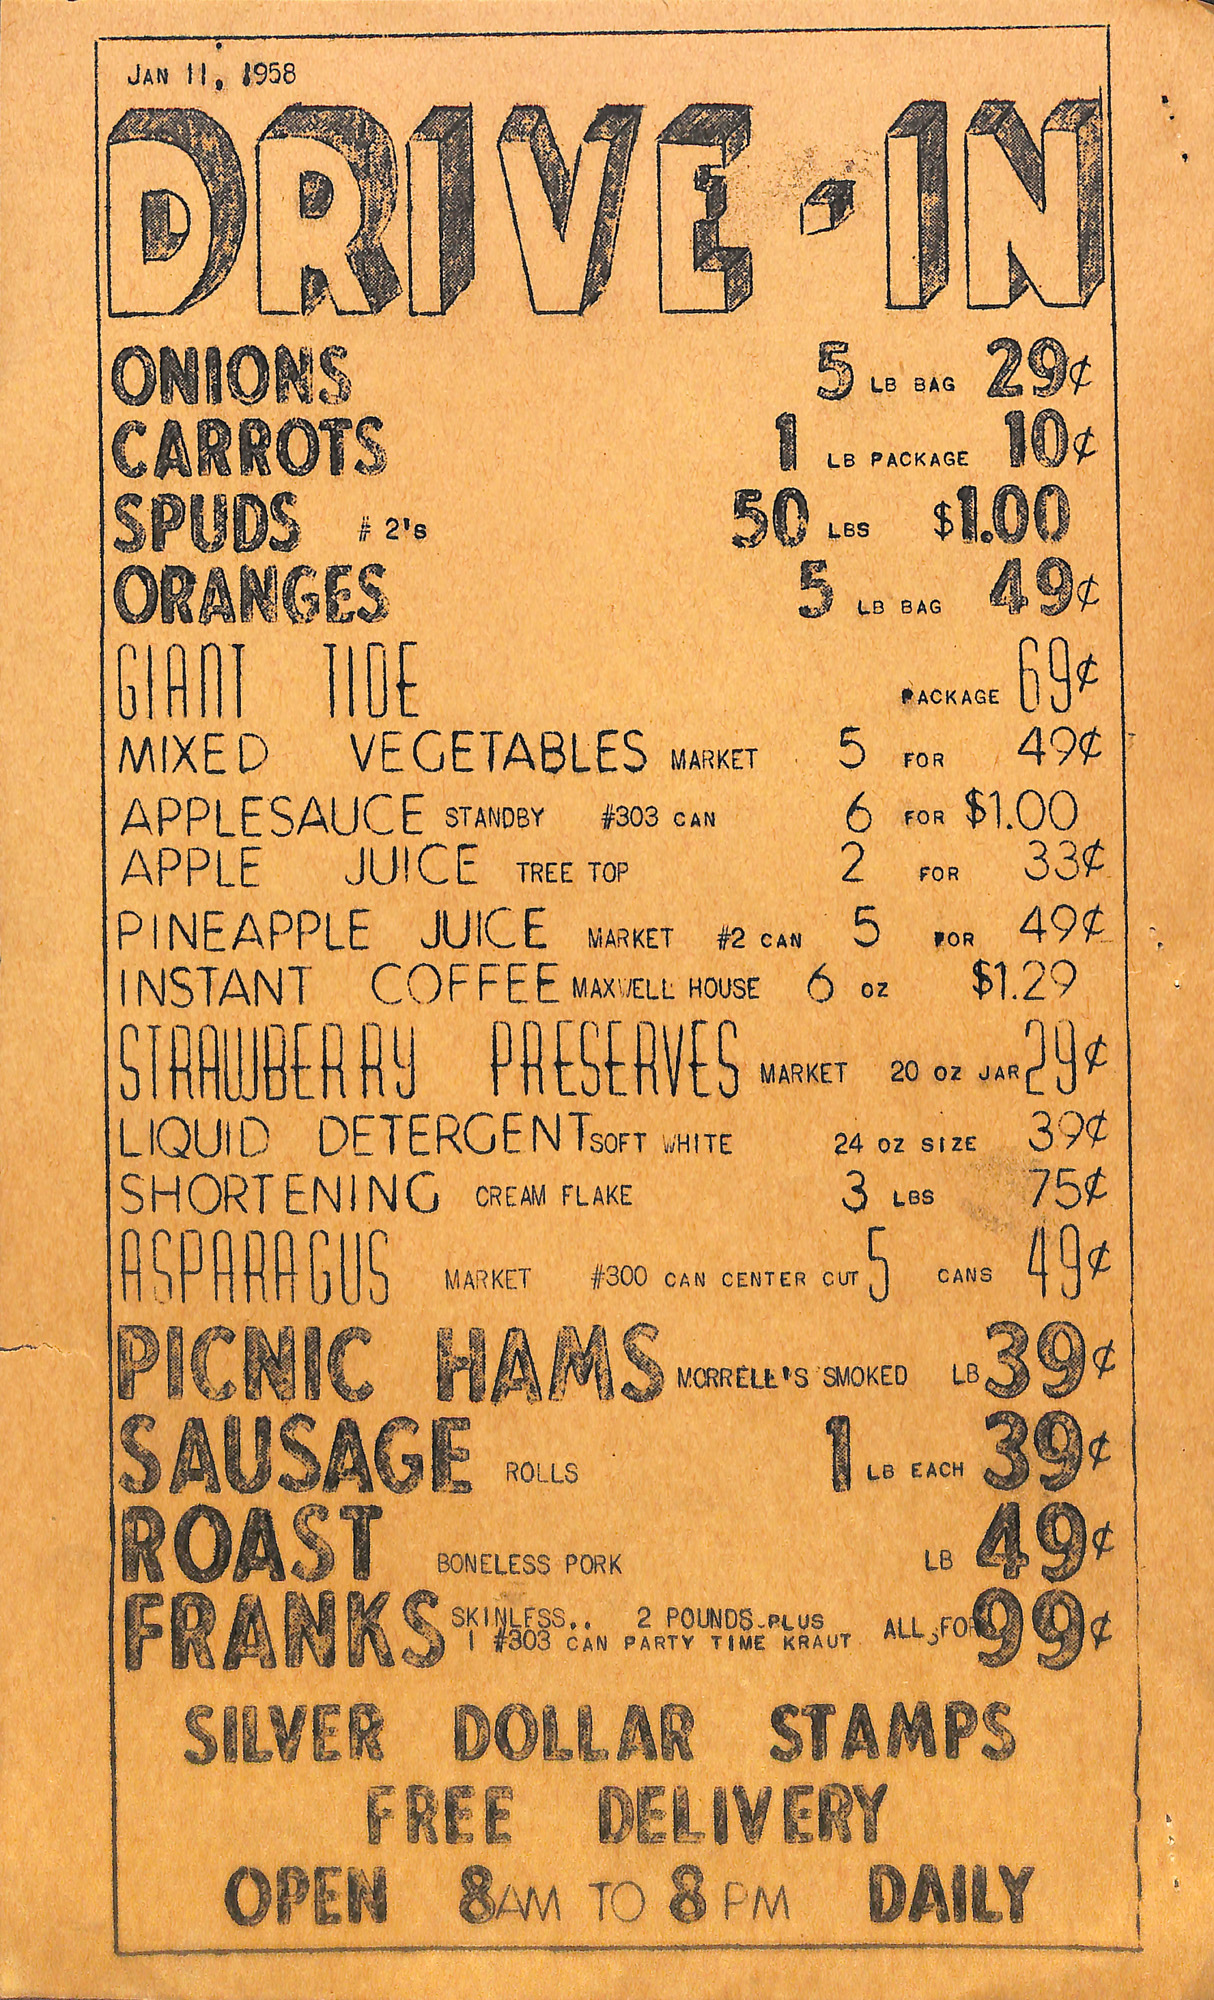 JAN 11, 1958
DRIVE-IN
ONIONS 5 LB BAG 29¢
CARROTS 1 LB PACKAGE 10¢
SPUDS # 2's 50 LBS $1.00
ORANGES 5 LB BAG 49¢
GIANT TIDE PACKAGE 69¢
MIXED VEGETABLES MARKET 5 FOR 49¢
APPLESAUCE STANDBY #303 CAN 6 FOR $1.00
APPLE JUICE TREE TOP 2 FOR 33¢
PINEAPPLE JUICE MARKET #2 CAN 5 FOR 49¢
INSTANT COFFEE MAXWELL HOUSE 6 OZ $1.29
STRAWBERRY PRESERVES MARKET 20 OZ JAR 29¢
LIQUID DETERGENT SOFT WHITE 24 OZ SIZE 39¢
SHORTENING CREAM FLAKE 3 LBS 75¢
ASPARAGUS MARKET #300 CAN CENTER CUT 5 CANS 49¢
PICNIC HAMS MORRELL'S SMOKED LB 39¢
SAUSAGE ROLLS 1 LB EACH 39¢
ROAST BONELESS PORK LB 49¢
FRANKS SKINLESS.. 2 POUNDS PLUS ALL FOR 99¢
1 #303 CAN PARTY TIME KRAUT
SILVER DOLLAR STAMPS
FREE DELIVERY
OPEN 8AM TO 8PM DAILY